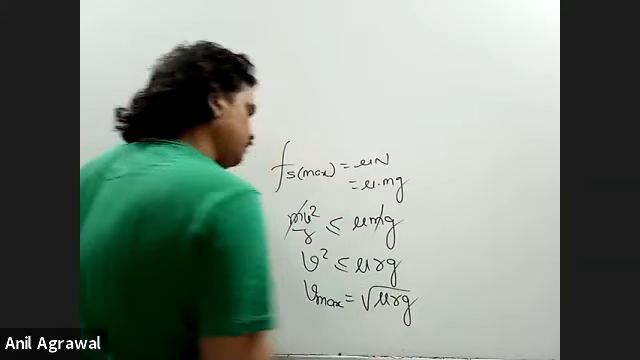 fs(max) = μN
= μ.mg
mv²/r ≤ μmg
v² ≤ μrg
vmax = √μrg
Anil Agrawal